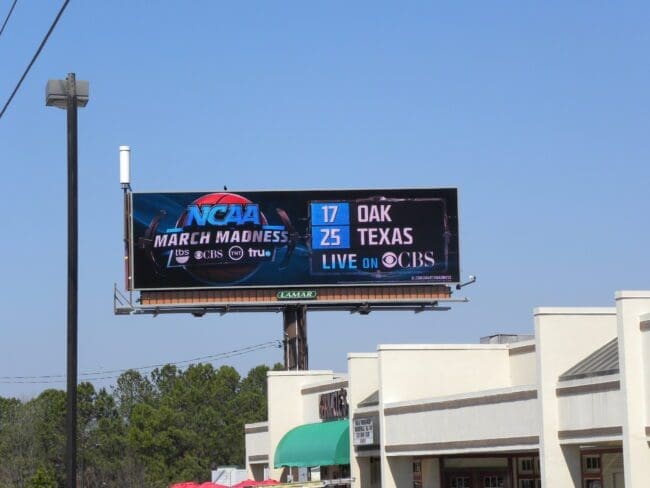 NCAA
MARCH MADNESS
tbs CBS TNT tru
17 OAK
25 TEXAS
LIVE ON CBS
LAMAR